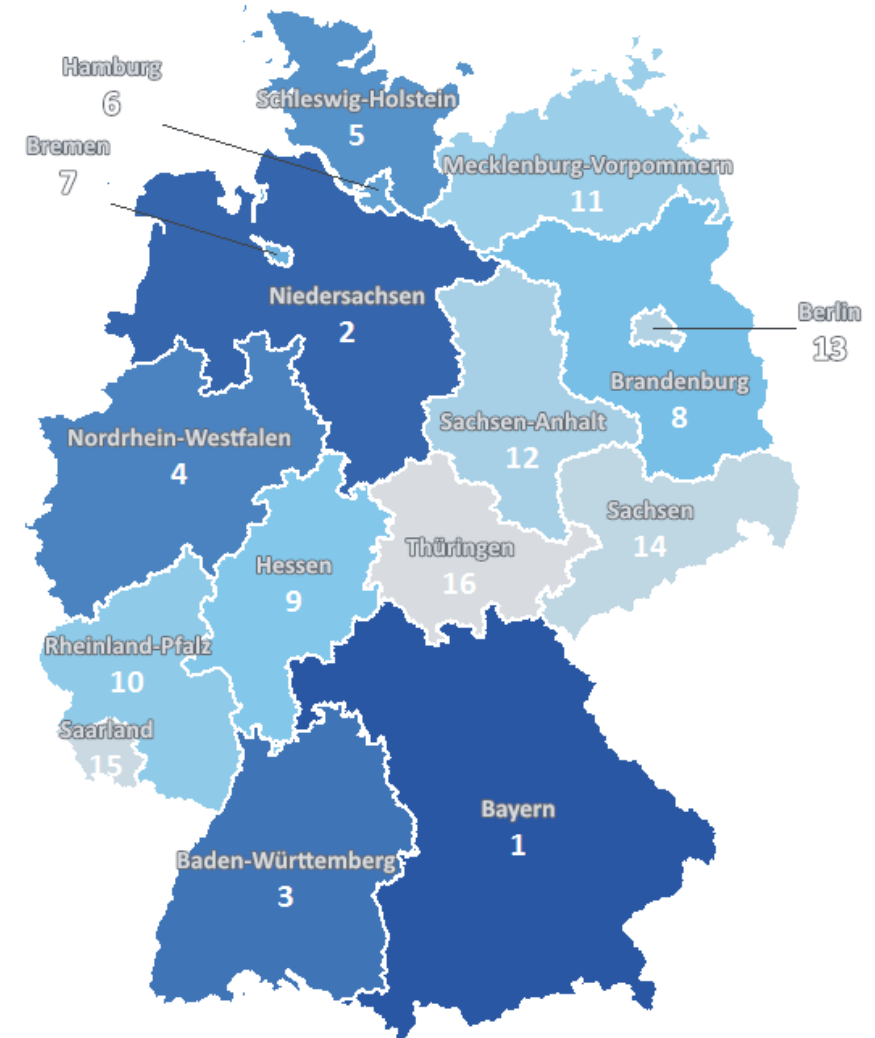 Hamburg
6
Schleswig-Holstein
5
Bremen
7
Mecklenburg-Vorpommern
11
Niedersachsen
2
Berlin
13
Brandenburg
8
Sachsen-Anhalt
12
Nordrhein-Westfalen
4
Sachsen
14
Thüringen
16
Hessen
9
Rheinland-Pfalz
10
Saarland
15
Bayern
1
Baden-Württemberg
3